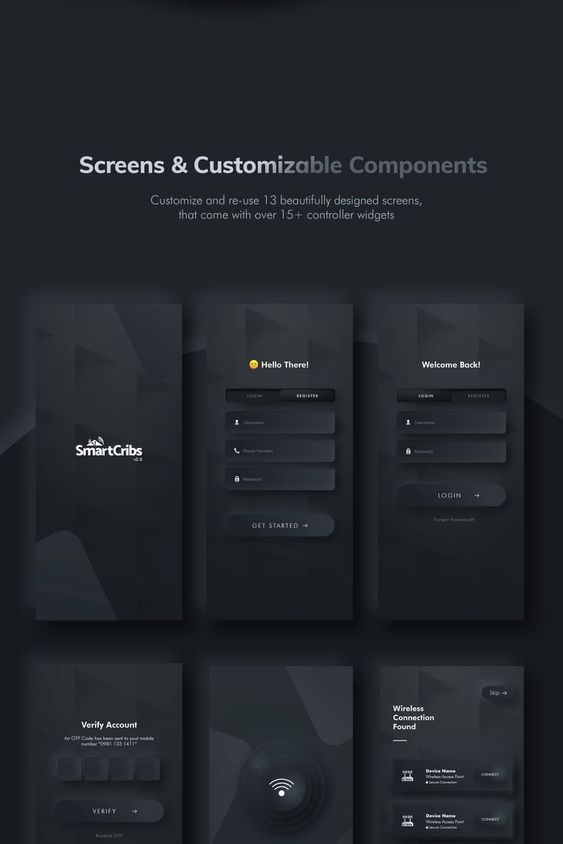 Screens & Customizable Components
Customize and re-use 13 beautifully designed screens,
that come with over 15+ controller widgets
SmartCribs
v2.0
Hello There!
LOGIN REGISTER
Username
Phone Number
Password
GET STARTED →
Welcome Back!
LOGIN REGISTER
Username
Password
LOGIN →
Forgot Password?
Verify Account
An OTP Code has been sent to yout mobile
number "0981 133 1411"
VERIFY →
Resend OTP
Skip →
Wireless
Connection
Found
Device Name
Wireless Access Point
Secure Connection
CONNECT
Device Name
Wireless Access Point
Secure Connection
CONNECT